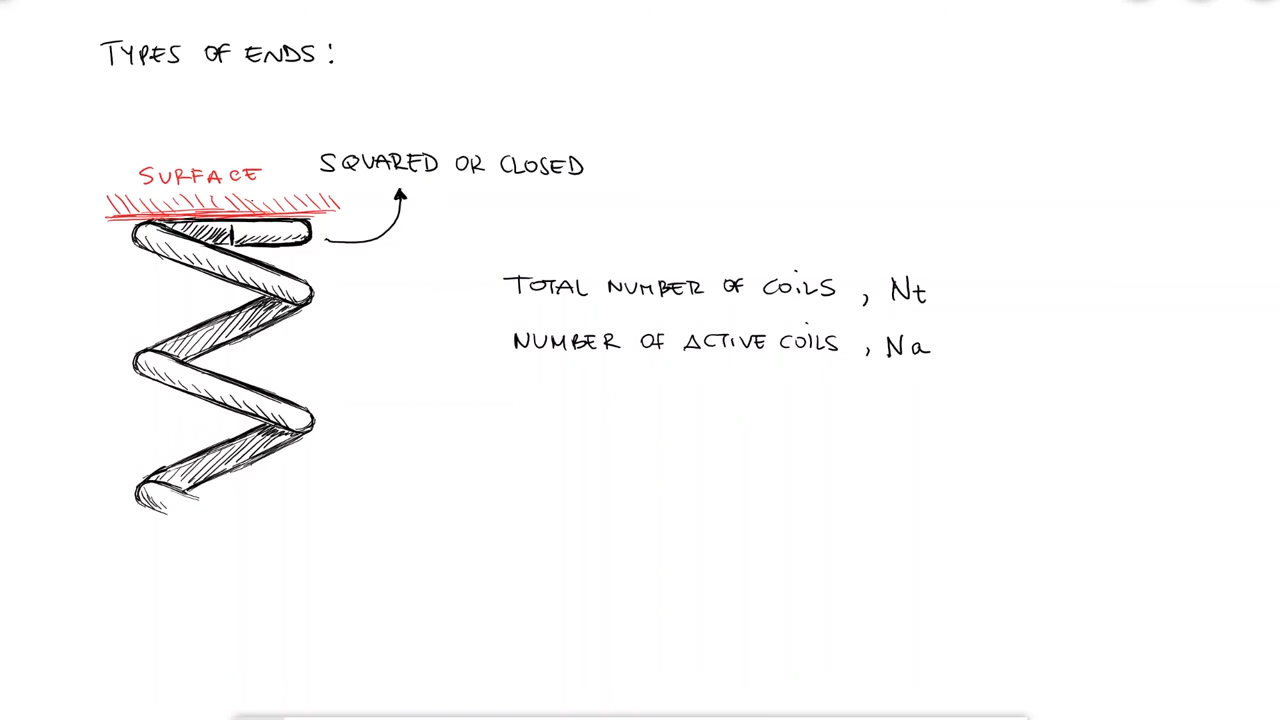 TYPES OF ENDS:
SURFACE
SQUARED OR CLOSED
TOTAL NUMBER OF COILS, Nt
NUMBER OF ACTIVE COILS, Na